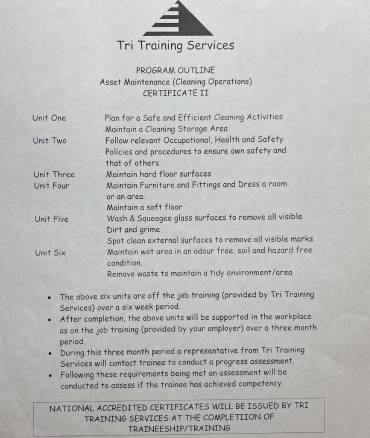 Tri Training Services
PROGRAM OUTLINE
Asset Maintenance (Cleaning Operations)
CERTIFICATE II
Unit One Plan for a Safe and Efficient Cleaning Activities
Maintain a Cleaning Storage Area
Unit Two Follow relevant Occupational, Health and Safety
Policies and procedures to ensure own safety and
that of others.
Unit Three Maintain hard floor surfaces
Unit Four Maintain Furniture and Fittings and Dress a room
or an area.
Maintain a soft floor
Unit Five Wash & Squeegee glass surfaces to remove all visible
Dirt and grime
Spot clean external surfaces to remove all visible marks
Unit Six Maintain wet area in an odour free, soil and hazard free
condition.
Remove waste to maintain a tidy environment/area
• The above six units are off the job training (provided by Tri Training
Services) over a six week period.
• After completion, the above units will be supported in the workplace
as on the job training (provided by your employer) over a three month
period.
• During this three month period a representative from Tri Training
Services will contact trainee to conduct a progress assessment.
• Following these requirements being met an assessment will be
conducted to assess if the trainee has achieved competency.
NATIONAL ACCREDITED CERTIFICATES WILL BE ISSUED BY TRI
TRAINING SERVICES AT THE COMPLETIION OF
TRAINEESHIP/TRAINING